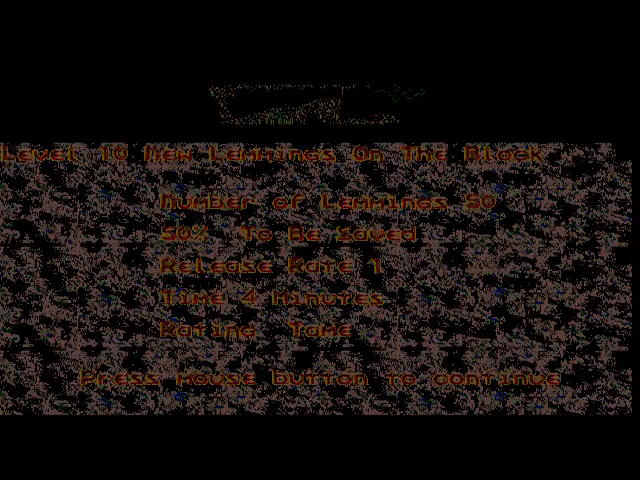 Level 10 New Lemmings On The Block
Number of Lemmings 50
50% To Be Saved
Release Rate 1
Time 4 Minutes
Rating Tame
Press mouse button to continue